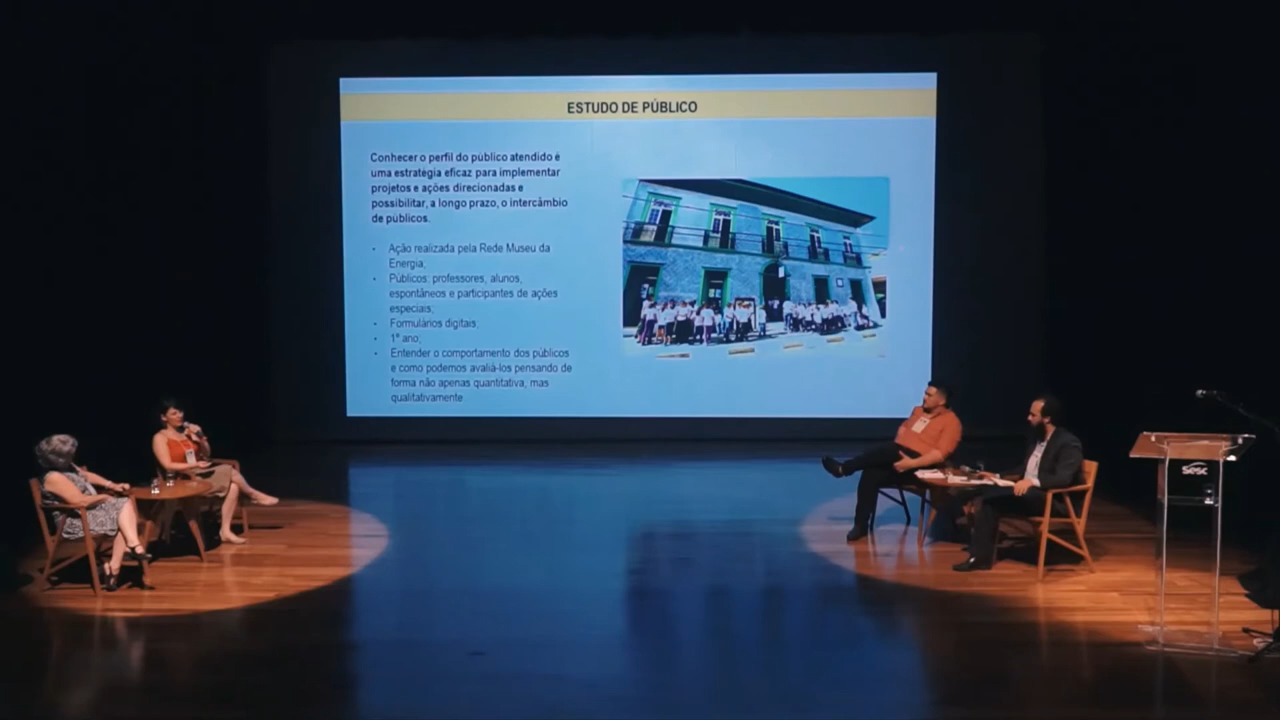 ESTUDO DE PÚBLICO
Conhecer o perfil do público atendido é
uma estratégia eficaz para implementar
projetos e ações direcionadas e
possibilitar, a longo prazo, o intercâmbio
de públicos.
• Ação realizada pela Rede Museu da
Energia;
• Públicos: professores, alunos,
espontâneos e participantes de ações
especiais;
• Formulários digitais;
• 1º ano;
• Entender o comportamento dos públicos
e como podemos avaliá-los pensando de
forma não apenas quantitativa, mas
qualitativamente
Sesc